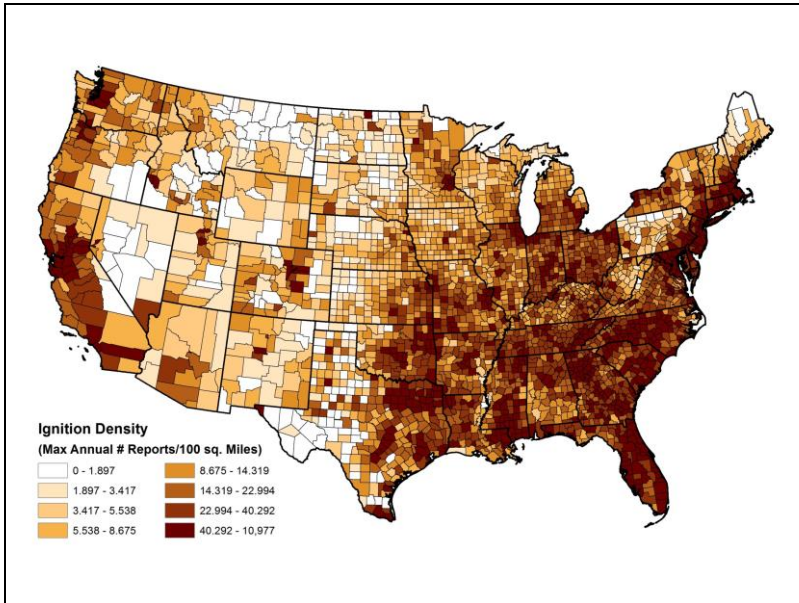 Ignition Density
(Max Annual # Reports/100 sq. Miles)
0 - 1.897
1.897 - 3.417
3.417 - 5.538
5.538 - 8.675
8.675 - 14.319
14.319 - 22.994
22.994 - 40.292
40.292 - 10,977